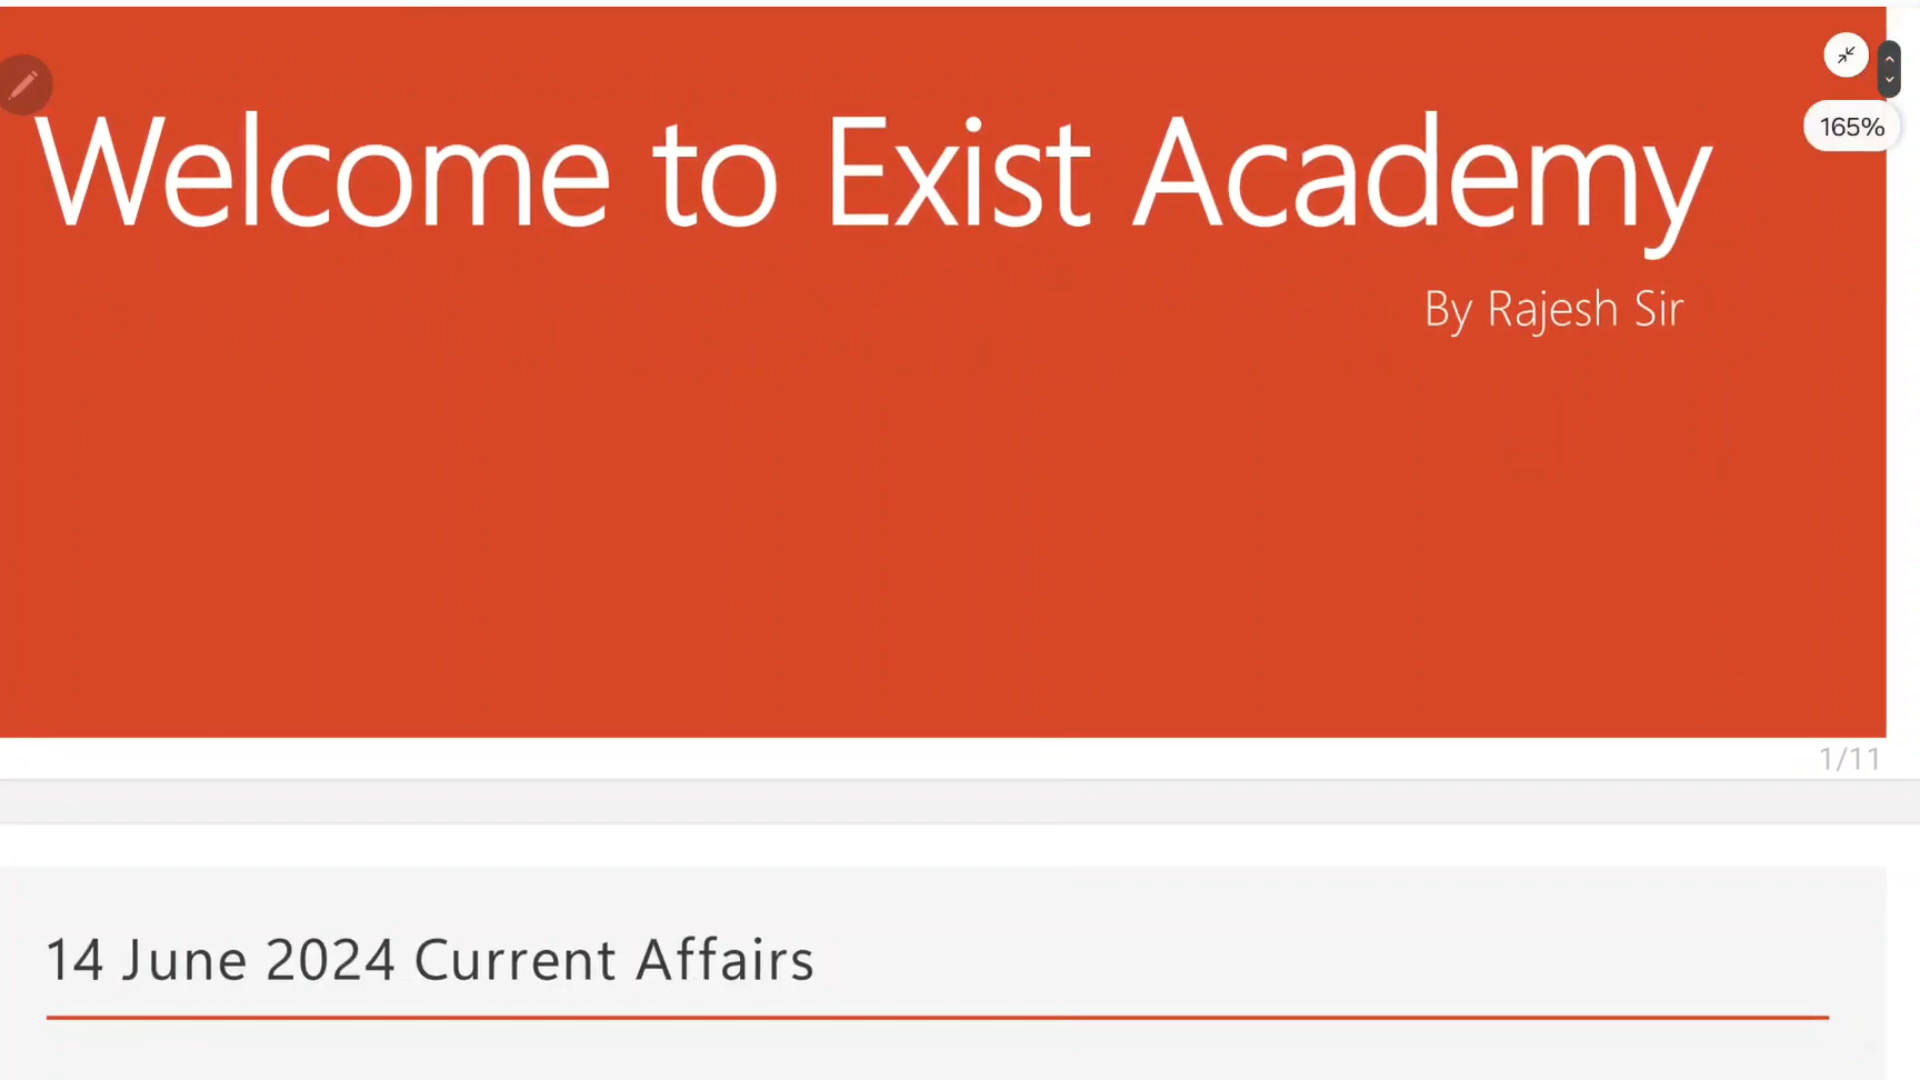 Welcome to Exist Academy
By Rajesh Sir
165%
1/11
14 June 2024 Current Affairs